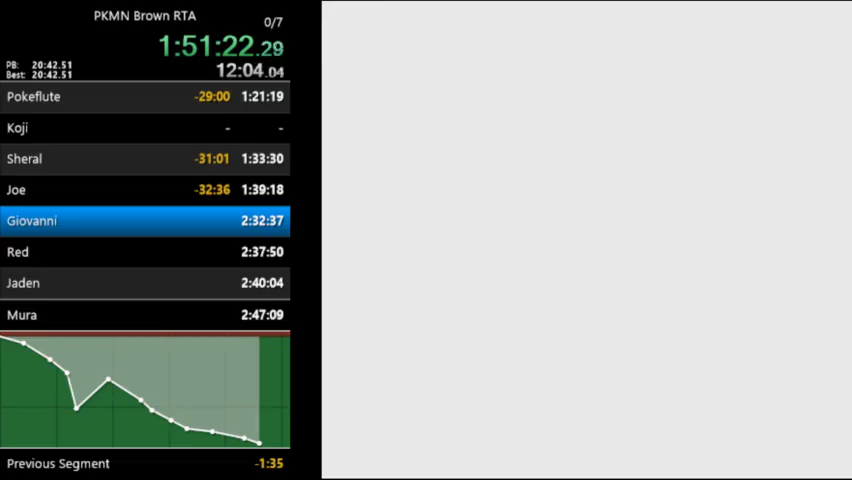 PKMN Brown RTA
0/7
1:51:22.29
PB: 20:42.51
Best: 20:42.51
12:04.04
Pokeflute -29:00 1:21:19
Koji - -
Sheral -31:01 1:33:30
Joe -32:36 1:39:18
Giovanni 2:32:37
Red 2:37:50
Jaden 2:40:04
Mura 2:47:09
Previous Segment -1:35